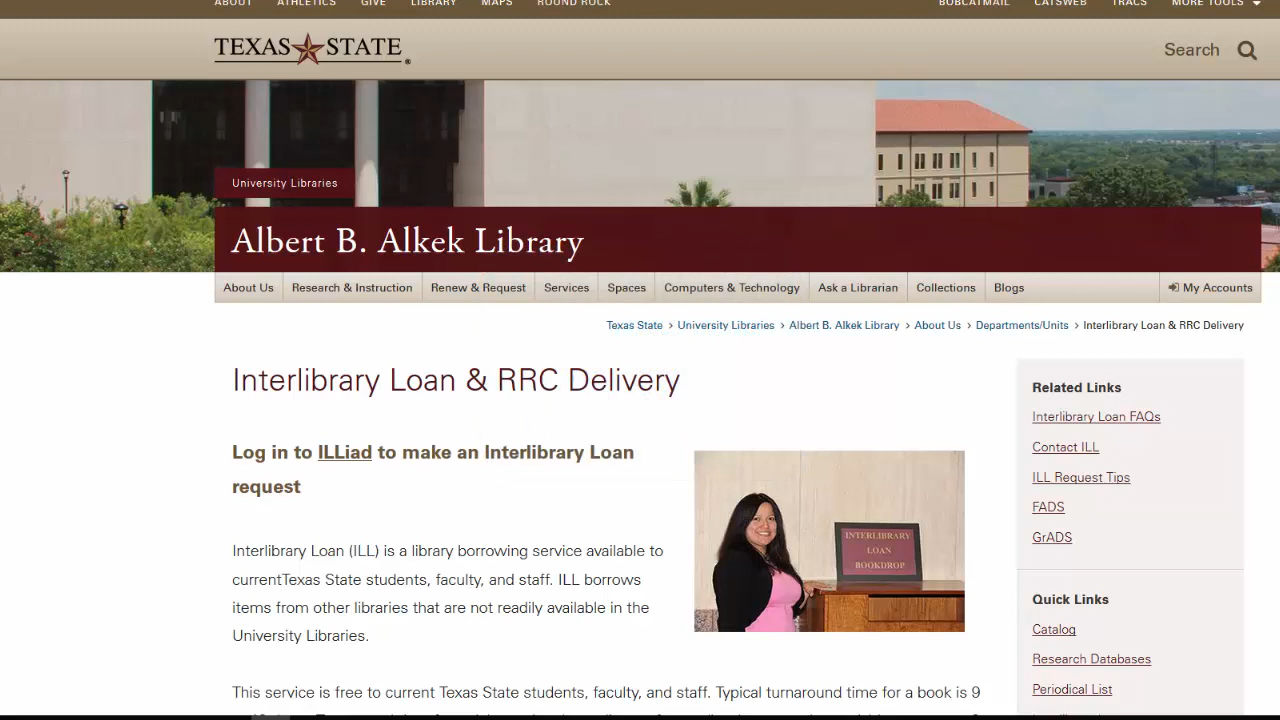 ABOUT ATHLETICS GIVE LIBRARY MAPS ROUND ROCK BOBCATMAIL CATSWEB TRACS MORE TOOLS
TEXAS STATE ®
Search
University Libraries
Albert B. Alkek Library
About Us Research & Instruction Renew & Request Services Spaces Computers & Technology Ask a Librarian Collections Blogs My Accounts
Texas State > University Libraries > Albert B. Alkek Library > About Us > Departments/Units > Interlibrary Loan & RRC Delivery
Interlibrary Loan & RRC Delivery
Log in to ILLiad to make an Interlibrary Loan
request
INTERLIBRARY
LOAN
BOOKDROP
Interlibrary Loan (ILL) is a library borrowing service available to
currentTexas State students, faculty, and staff. ILL borrows
items from other libraries that are not readily available in the
University Libraries.
This service is free to current Texas State students, faculty, and staff. Typical turnaround time for a book is 9
Related Links
Interlibrary Loan FAQs
Contact ILL
ILL Request Tips
FADS
GrADS
Quick Links
Catalog
Research Databases
Periodical List